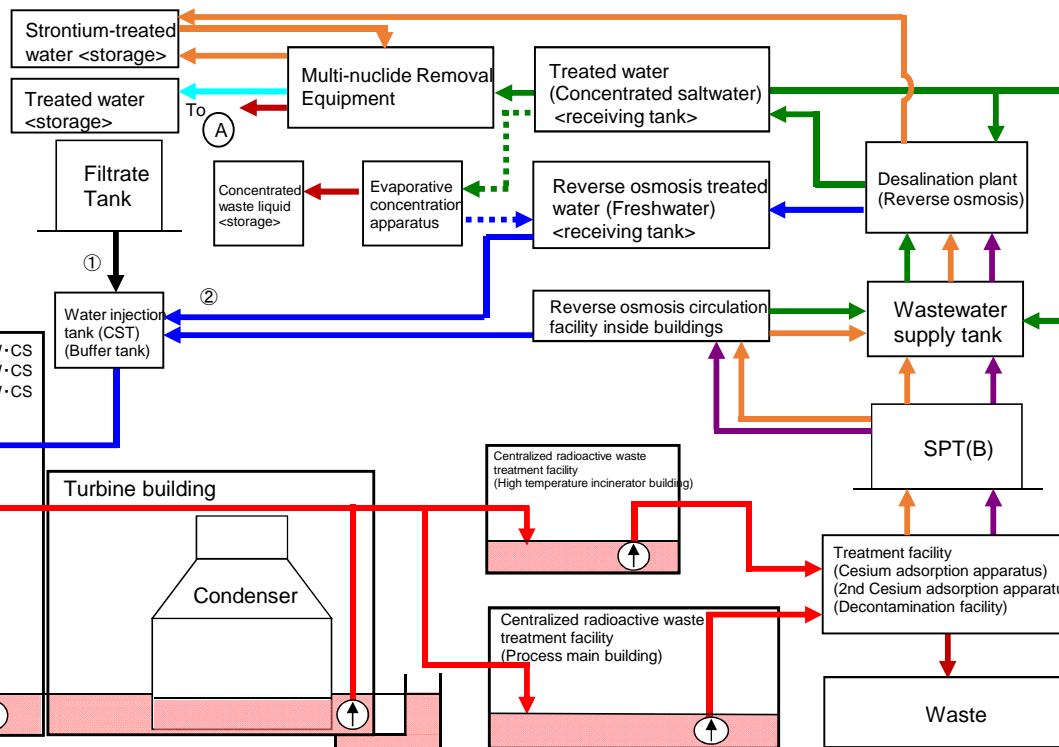 Strontium-treated
water <storage>
Treated water
<storage>
To
A
Multi-nuclide Removal
Equipment
Treated water
(Concentrated saltwater)
<receiving tank>
Filtrate
Tank
Concentrated
waste liquid
<storage>
Evaporative
concentration
apparatus
Reverse osmosis treated
water (Freshwater)
<receiving tank>
Desalination plant
(Reverse osmosis)
①
②
Water injection
tank (CST)
(Buffer tank)
Reverse osmosis circulation
facility inside buildings
Wastewater
supply tank
・CS
・CS
・CS
SPT(B)
Turbine building
Condenser
Centralized radioactive waste
treatment facility
(High temperature incinerator building)
Centralized radioactive waste
treatment facility
(Process main building)
Treatment facility
(Cesium adsorption apparatus)
(2nd Cesium adsorption apparatu
(Decontamination facility)
Waste